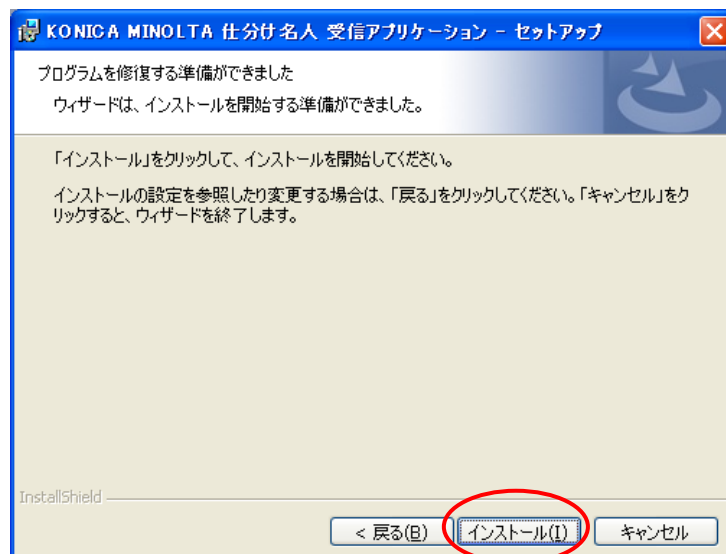 KONICA MINOLTA 仕分け名人 受信アプリケーション - セットアップ
プログラムを修復する準備ができました
ウィザードは、インストールを開始する準備ができました。
「インストール」をクリックして、インストールを開始してください。
インストールの設定を参照したり変更する場合は、「戻る」をクリックしてください。「キャンセル」をク
リックすると、ウィザードを終了します。
InstallShield
< 戻る(B) インストール(I) キャンセル